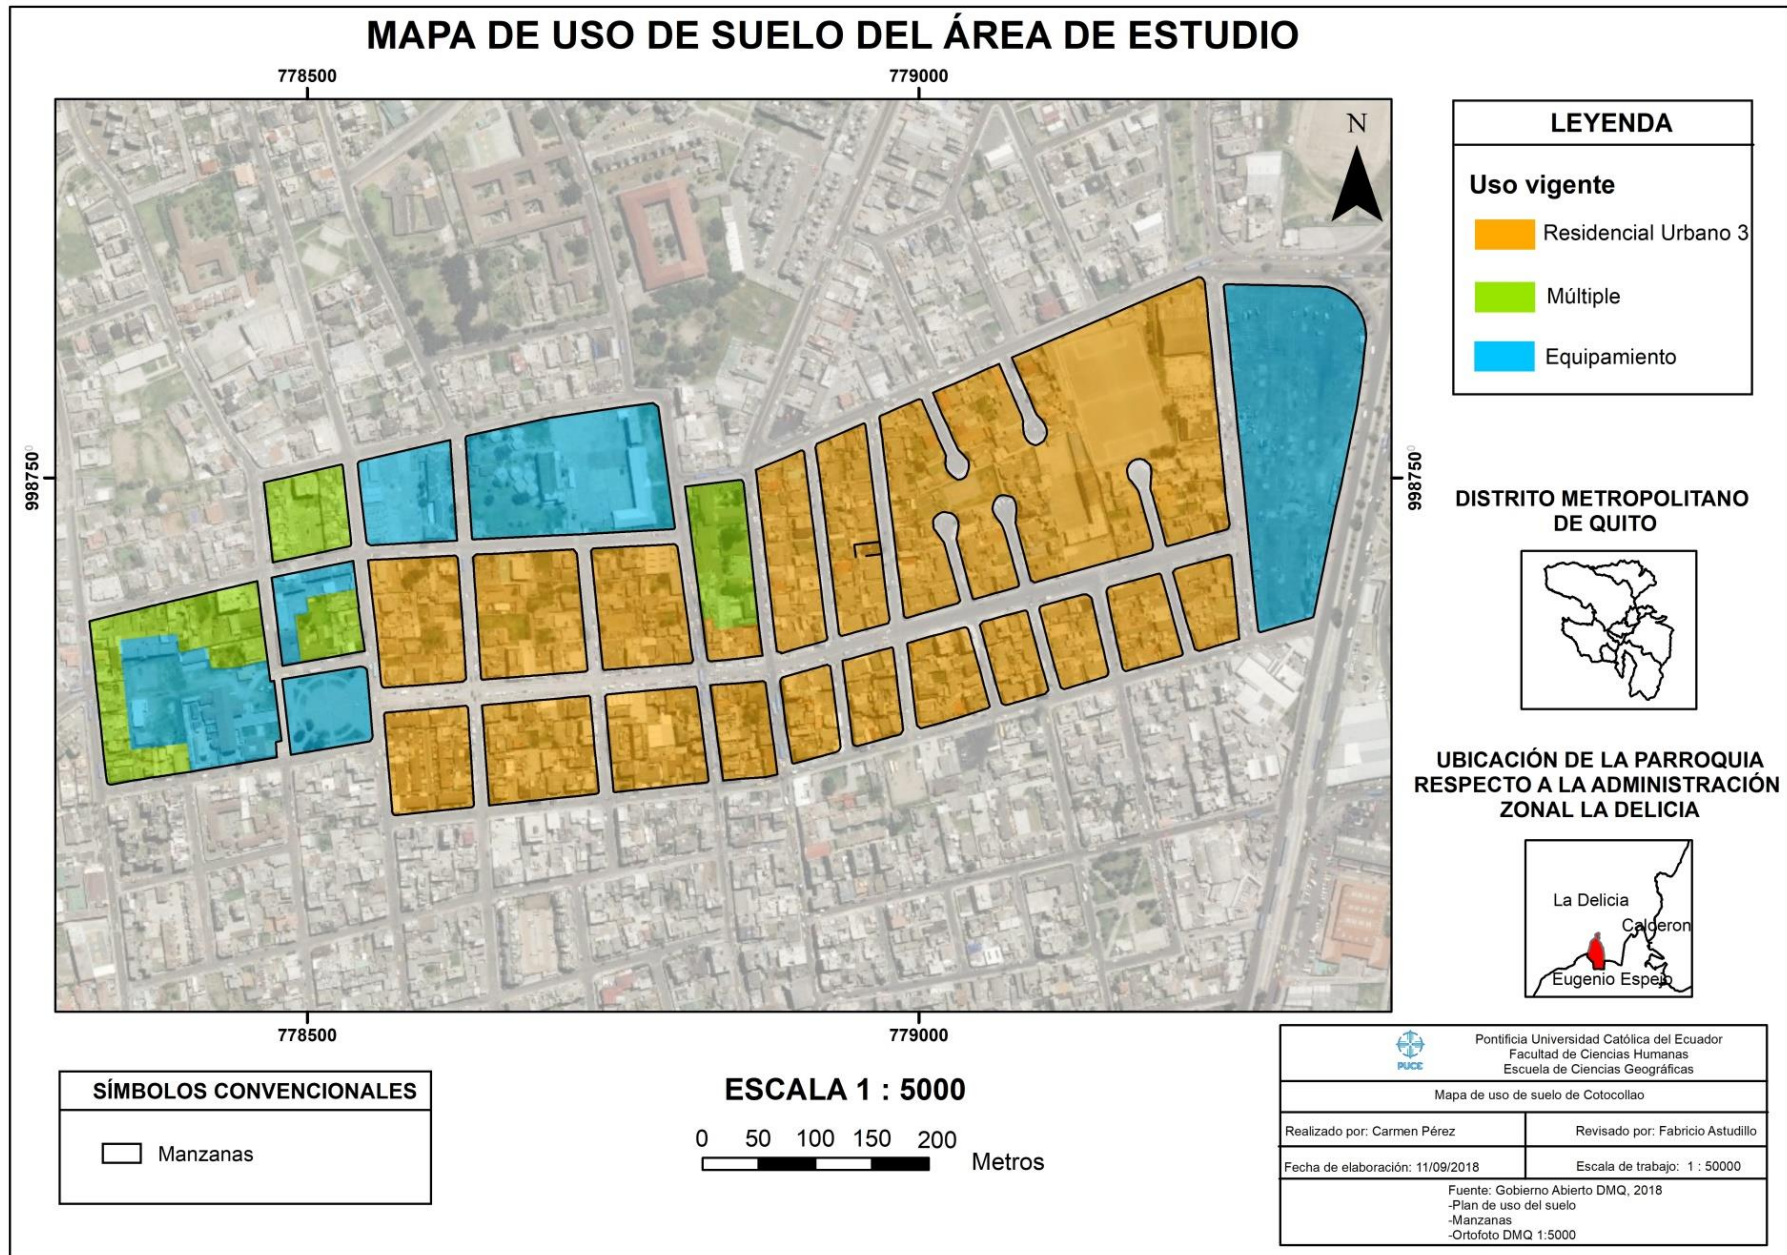 MAPA DE USO DE SUELO DEL ÁREA DE ESTUDIO
778500
779000
N
9987500
9987500
778500
779000
LEYENDA
Uso vigente
Residencial Urbano 3
Múltiple
Equipamiento
DISTRITO METROPOLITANO
DE QUITO
UBICACIÓN DE LA PARROQUIA
RESPECTO A LA ADMINISTRACIÓN
ZONAL LA DELICIA
La Delicia
Calderon
Eugenio Espejo
SÍMBOLOS CONVENCIONALES
Manzanas
ESCALA 1 : 5000
0 50 100 150 200
Metros
PUCE
Pontificia Universidad Católica del Ecuador
Facultad de Ciencias Humanas
Escuela de Ciencias Geográficas
Mapa de uso de suelo de Cotocollao
Realizado por: Carmen Pérez
Revisado por: Fabricio Astudillo
Fecha de elaboración: 11/09/2018
Escala de trabajo: 1 : 50000
Fuente: Gobierno Abierto DMQ, 2018
-Plan de uso del suelo
-Manzanas
-Ortofoto DMQ 1:5000